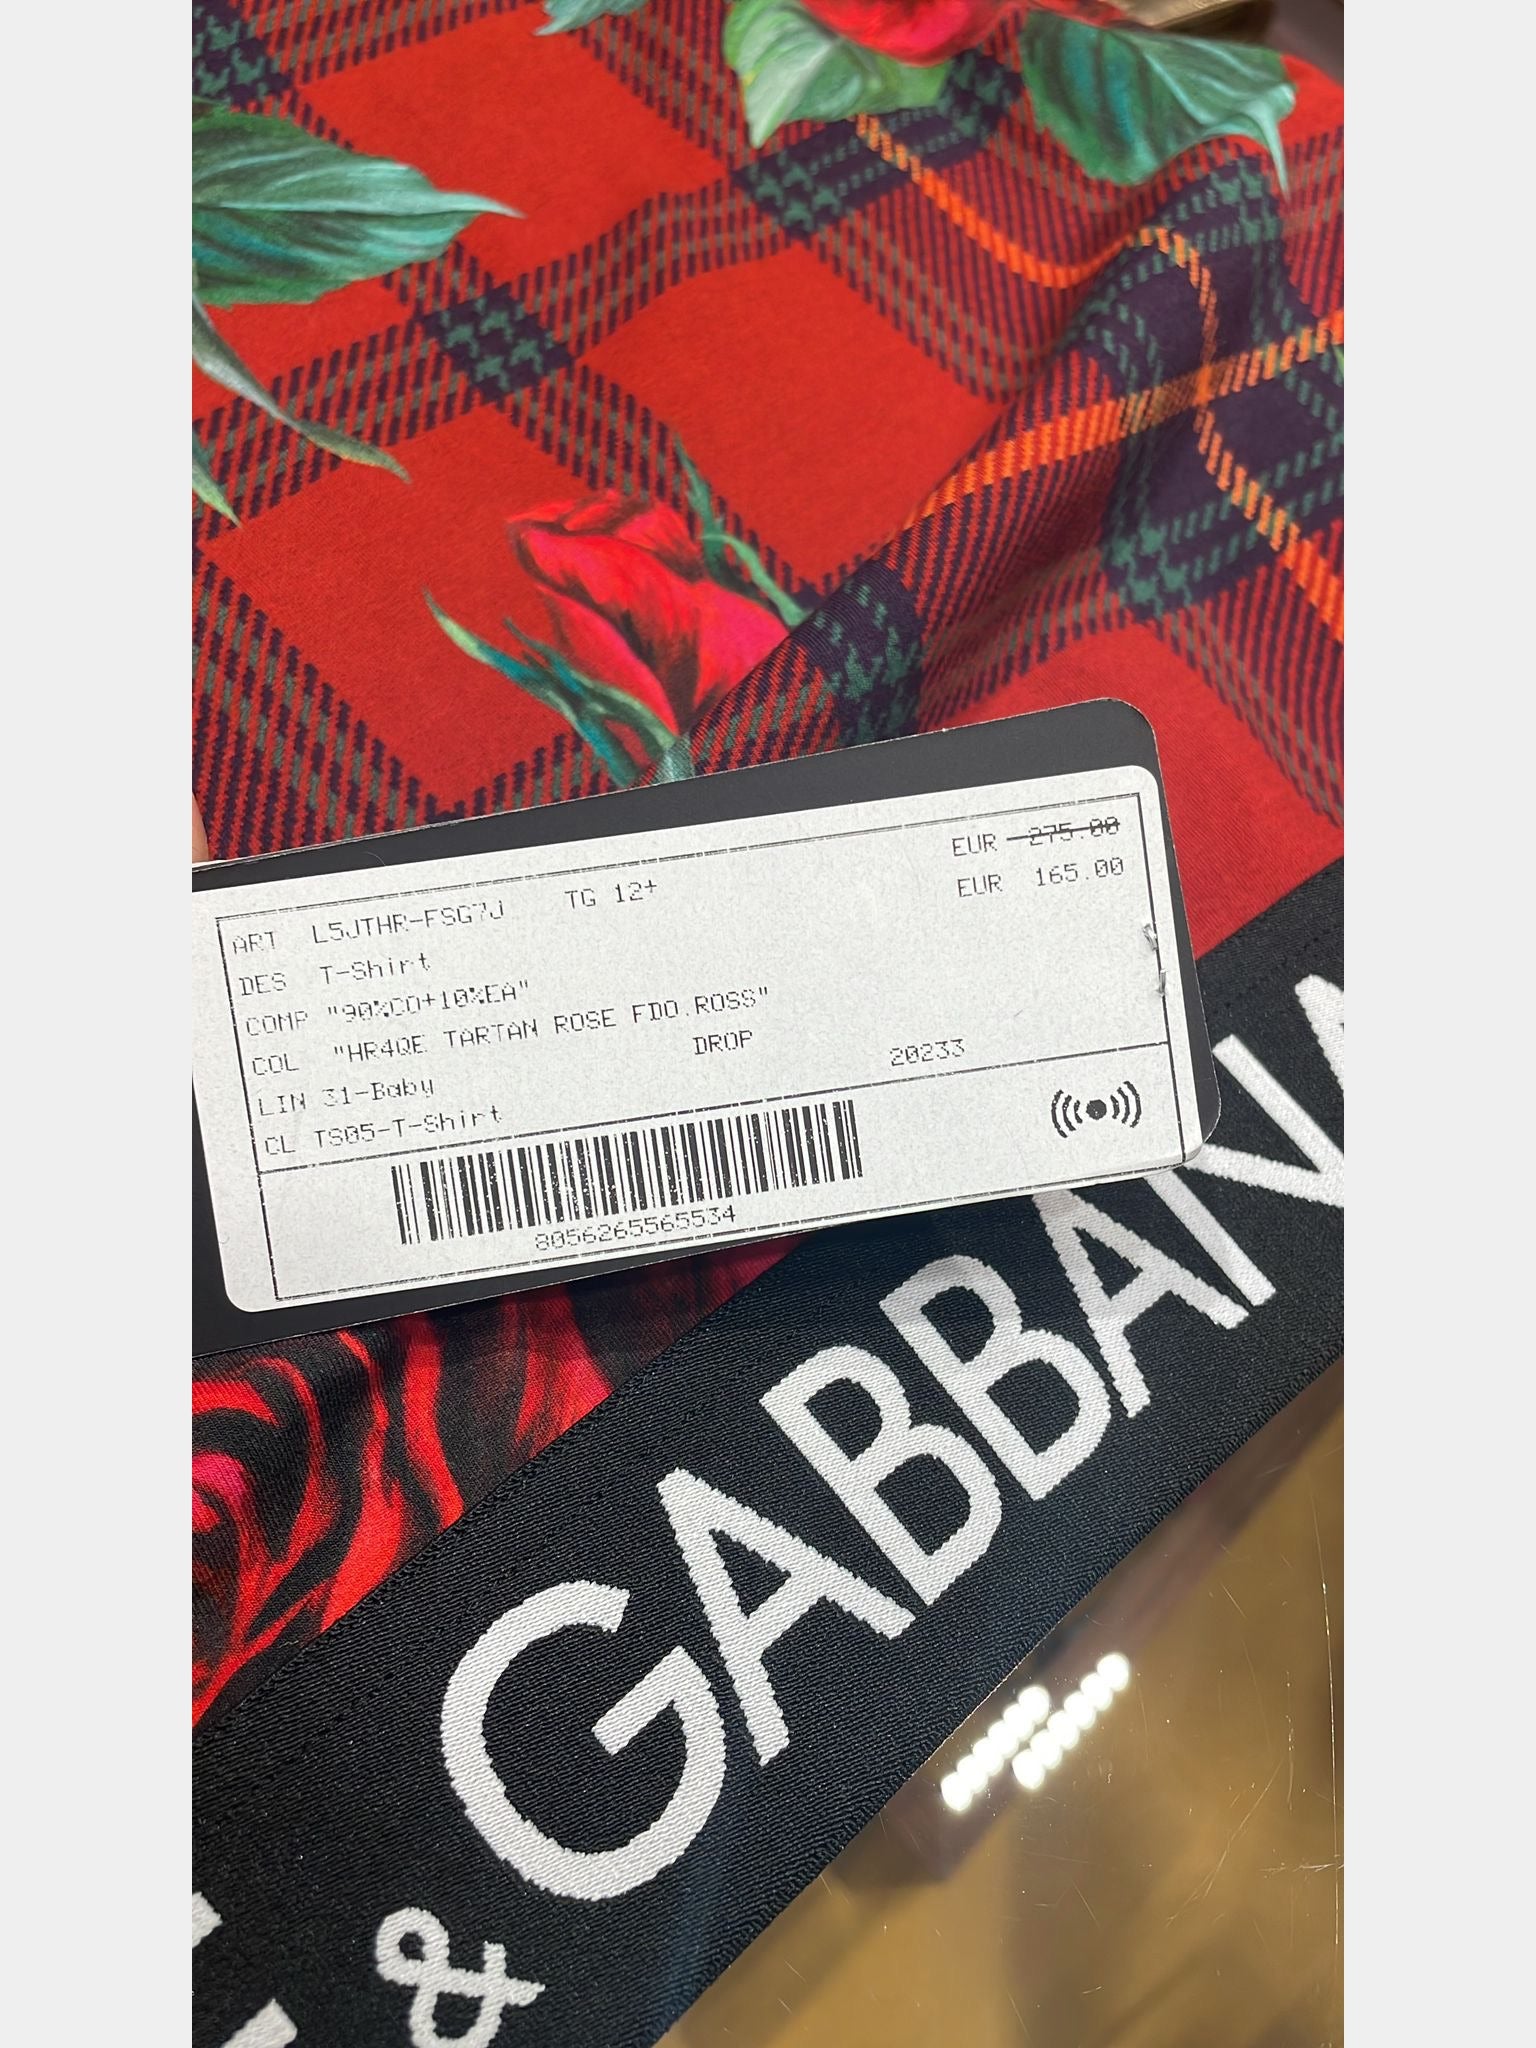 ART L5JTHR-FSG7J TG 12+ EUR 275.00
EUR 165.00
DES T-Shirt
COMP "90%CO+10%EA"
COL "HR4QE TARTAN ROSE FDO.ROSS"
LIN 31-Baby DROP 20233
CL TS05-T-Shirt
8056265565534
& GABBANA